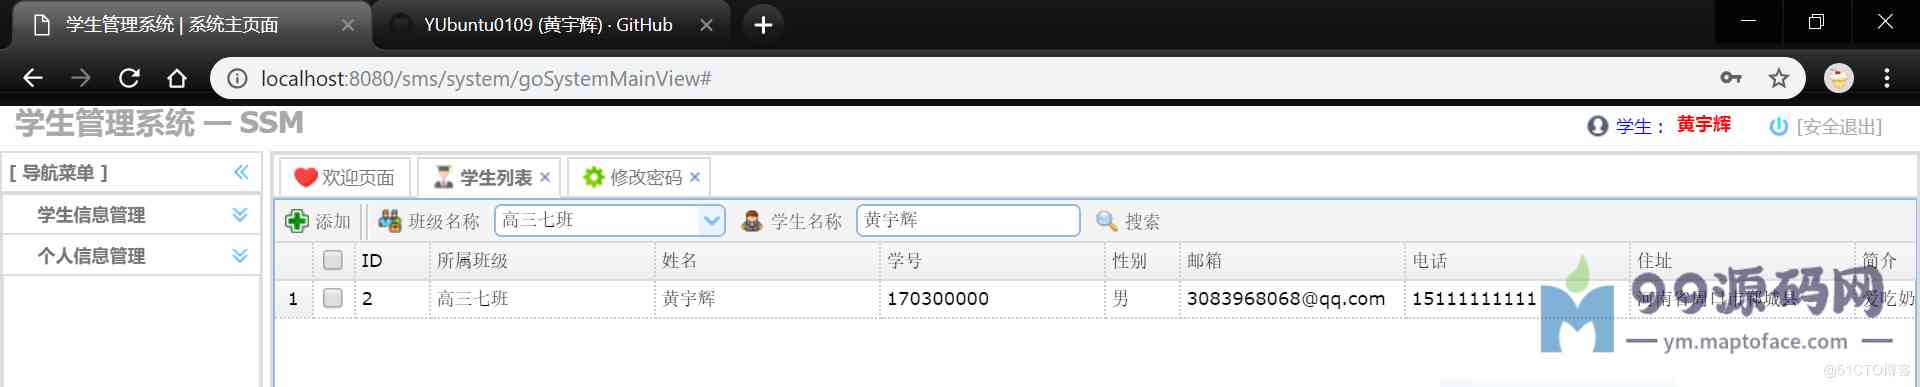 学生管理系统 | 系统主页面
YUbuntu0109 (黄宇辉) · GitHub
localhost:8080/sms/system/goSystemMainView#
学生管理系统 — SSM
学生： 黄宇辉 [安全退出]
[ 导航菜单 ]
学生信息管理
个人信息管理
欢迎页面 学生列表 修改密码
添加 班级名称 高三七班 学生名称 黄宇辉 搜索
ID 所属班级 姓名 学号 性别 邮箱 电话 住址 简介
1 2 高三七班 黄宇辉 170300000 男 3083968068@qq.com 15111111111 河南省周口市郸城县 爱吃奶
99源码网
ym.maptoface.com
@51CTO博客